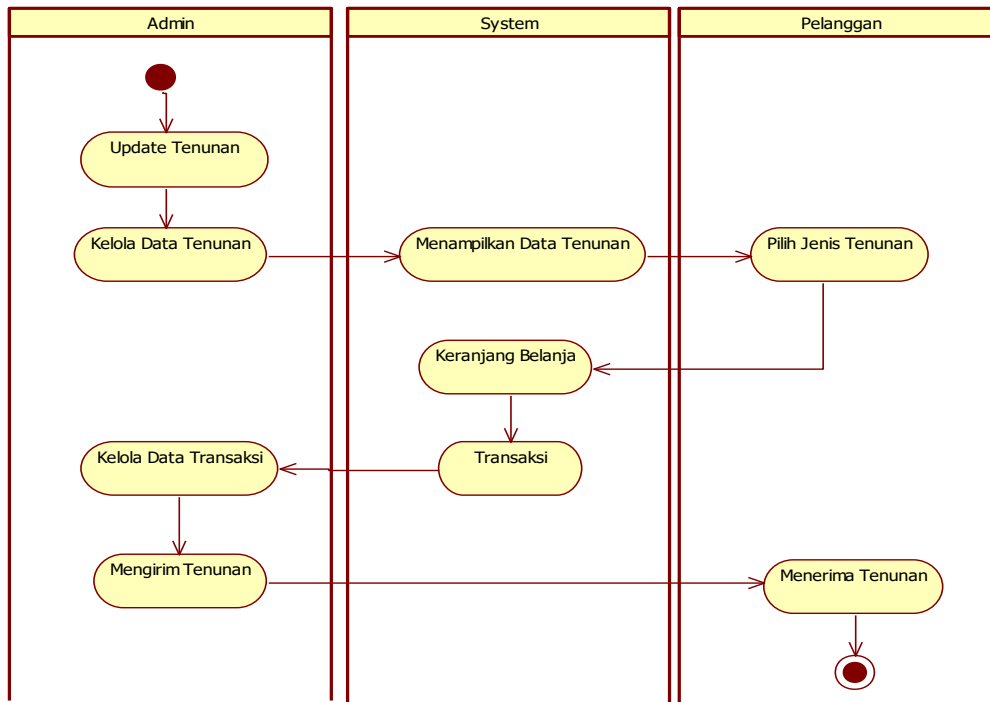 Admin
System
Pelanggan
Update Tenunan
Kelola Data Tenunan
Menampilkan Data Tenunan
Pilih Jenis Tenunan
Keranjang Belanja
Kelola Data Transaksi
Transaksi
Mengirim Tenunan
Menerima Tenunan